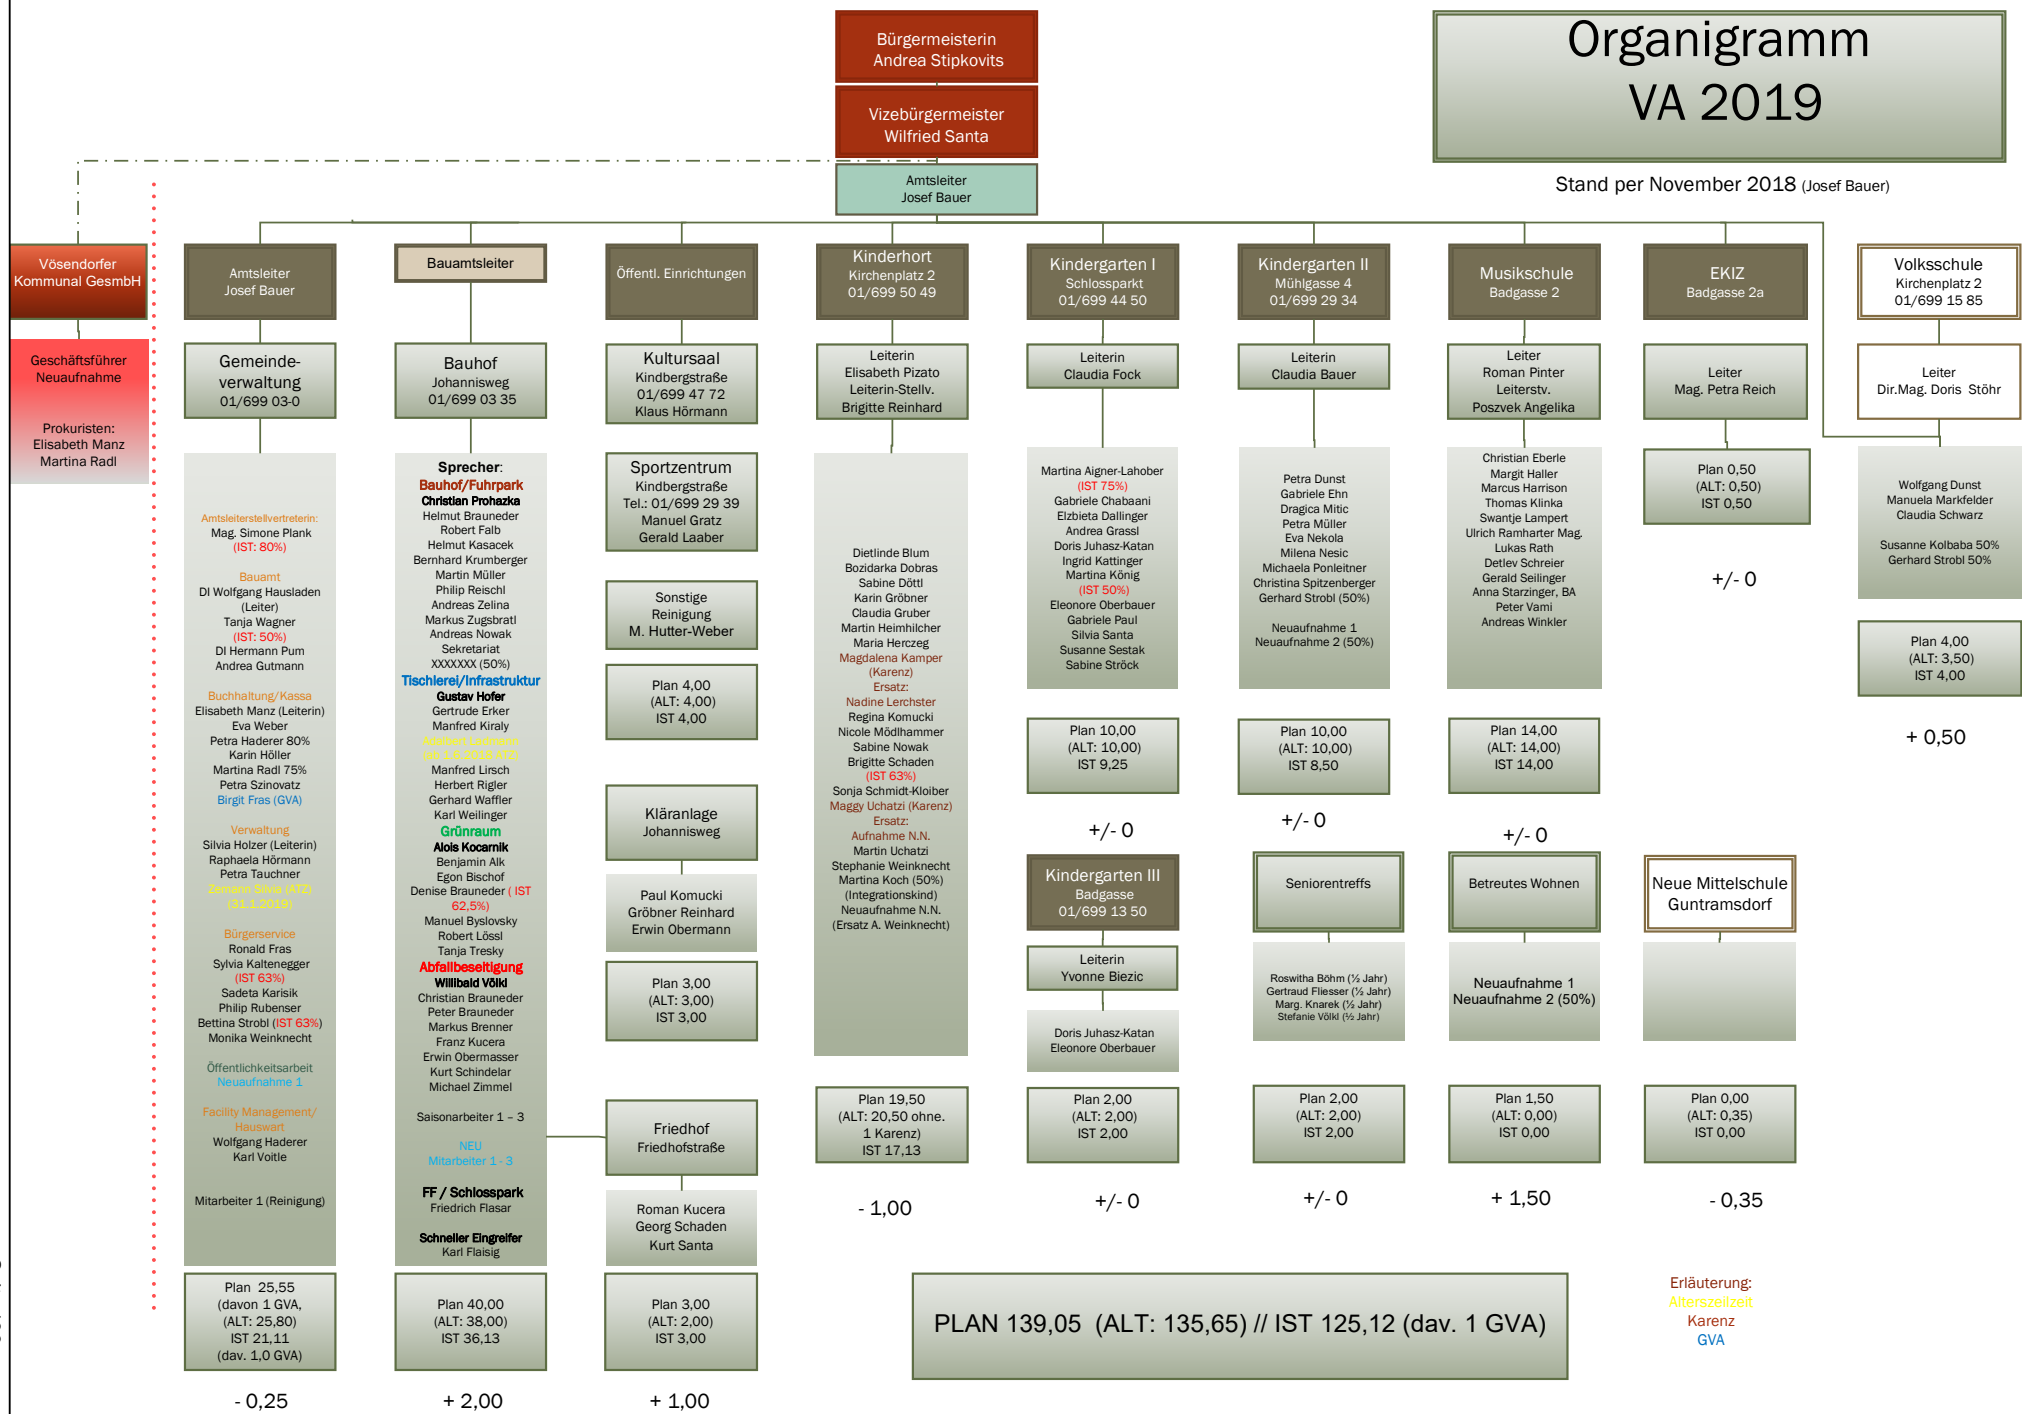 Bürgermeisterin
Andrea Stipkovits
Vizebürgermeister
Wilfried Santa
Amtsleiter
Josef Bauer
Organigramm
VA 2019
Stand per November 2018 (Josef Bauer)
Vösendorfer
Kommunal GesmbH
Geschäftsführer
Neuaufnahme
Prokuristen:
Elisabeth Manz
Martina Radl
Amtsleiter
Josef Bauer
Gemeinde-
verwaltung
01/699 03-0
Amtsleiterstellvertreterin:
Mag. Simone Plank
(IST: 80%)
Bauamt
DI Wolfgang Hausladen
(Leiter)
Tanja Wagner
(IST: 50%)
DI Hermann Pum
Andrea Gutmann
Buchhaltung/Kassa
Elisabeth Manz (Leiterin)
Eva Weber
Petra Haderer 80%
Karin Höller
Martina Radl 75%
Petra Szinovatz
Birgit Fras (GVA)
Verwaltung
Silvia Holzer (Leiterin)
Raphaela Hörmann
Petra Tauchner
Zemann Silvia (ATZ)
(31.1.2019)
Bürgerservice
Ronald Fras
Sylvia Kaltenegger
(IST 63%)
Sadeta Karisik
Philip Rubenser
Bettina Strobl (IST 63%)
Monika Weinknecht
Öffentlichkeitsarbeit
Neuaufnahme 1
Facility Management/
Hauswart
Wolfgang Haderer
Karl Voitle
Mitarbeiter 1 (Reinigung)
Plan 25,55
(davon 1 GVA,
(ALT: 25,80)
IST 21,11
(dav. 1,0 GVA)
- 0,25
Bauamtsleiter
Bauhof
Johannisweg
01/699 03 35
Sprecher:
Bauhof/Fuhrpark
Christian Prohazka
Helmut Brauneder
Robert Falb
Helmut Kasacek
Bernhard Krumberger
Martin Müller
Philip Reischl
Andreas Zelina
Markus Zugsbratl
Andreas Nowak
Sekretariat
XXXXXXX (50%)
Tischlerei/Infrastruktur
Gustav Hofer
Gertrude Erker
Manfred Kiraly
Manfred Lirsch
Herbert Rigler
Gerhard Waffler
Karl Weilinger
Grünraum
Alois Kocarnik
Benjamin Alk
Egon Bischof
Denise Brauneder ( IST
62,5%)
Manuel Byslovsky
Robert Lössl
Tanja Tresky
Abfallbeseitigung
Willibald Völkl
Christian Brauneder
Peter Brauneder
Markus Brenner
Franz Kucera
Erwin Obermasser
Kurt Schindelar
Michael Zimmel
Saisonarbeiter 1 – 3
NEU
Mitarbeiter 1 - 3
FF / Schlosspark
Friedrich Flasar
Schneller Eingreifer
Karl Flaisig
Plan 40,00
(ALT: 38,00)
IST 36,13
+ 2,00
Öffentl. Einrichtungen
Kultursaal
Kindbergstraße
01/699 47 72
Klaus Hörmann
Sportzentrum
Kindbergstraße
Tel.: 01/699 29 39
Manuel Gratz
Gerald Laaber
Sonstige
Reinigung
M. Hutter-Weber
Plan 4,00
(ALT: 4,00)
IST 4,00
Kläranlage
Johannisweg
Paul Komucki
Gröbner Reinhard
Erwin Obermann
Plan 3,00
(ALT: 3,00)
IST 3,00
Friedhof
Friedhofstraße
Roman Kucera
Georg Schaden
Kurt Santa
Plan 3,00
(ALT: 2,00)
IST 3,00
+ 1,00
Kinderhort
Kirchenplatz 2
01/699 50 49
Leiterin
Elisabeth Pizato
Leiterin-Stellv.
Brigitte Reinhard
Dietlinde Blum
Bozidarka Dobras
Sabine Döttl
Karin Gröbner
Claudia Gruber
Martin Heimhilcher
Maria Herczeg
Magdalena Kamper
(Karenz)
Ersatz:
Nadine Lerchster
Regina Komucki
Nicole Mödlhammer
Sabine Nowak
Brigitte Schaden
(IST 63%)
Sonja Schmidt-Kloiber
Maggy Uchatzi (Karenz)
Ersatz:
Aufnahme N.N.
Martin Uchatzi
Stephanie Weinknecht
Martina Koch (50%)
(Integrationskind)
Neuaufnahme N.N.
(Ersatz A. Weinknecht)
Plan 19,50
(ALT: 20,50 ohne.
1 Karenz)
IST 17,13
- 1,00
Kindergarten I
Schlossparkt
01/699 44 50
Leiterin
Claudia Fock
Martina Aigner-Lahober
(IST 75%)
Gabriele Chabaani
Elzbieta Dallinger
Andrea Grassl
Doris Juhasz-Katan
Ingrid Kattinger
Martina König
(IST 50%)
Eleonore Oberbauer
Gabriele Paul
Silvia Santa
Susanne Sestak
Sabine Ströck
Plan 10,00
(ALT: 10,00)
IST 9,25
+/- 0
Kindergarten III
Badgasse
01/699 13 50
Leiterin
Yvonne Biezic
Doris Juhasz-Katan
Eleonore Oberbauer
Plan 2,00
(ALT: 2,00)
IST 2,00
+/- 0
Kindergarten II
Mühlgasse 4
01/699 29 34
Leiterin
Claudia Bauer
Petra Dunst
Gabriele Ehn
Dragica Mitic
Petra Müller
Eva Nekola
Milena Nesic
Michaela Ponleitner
Christina Spitzenberger
Gerhard Strobl (50%)
Neuaufnahme 1
Neuaufnahme 2 (50%)
Plan 10,00
(ALT: 10,00)
IST 8,50
+/- 0
Seniorentreffs
Roswitha Böhm (½ Jahr)
Gertraud Fliesser (½ Jahr)
Marg. Knarek (½ Jahr)
Stefanie Völkl (½ Jahr)
Plan 2,00
(ALT: 2,00)
IST 2,00
+/- 0
Musikschule
Badgasse 2
Leiter
Roman Pinter
Leiterstv.
Poszvek Angelika
Christian Eberle
Margit Haller
Marcus Harrison
Thomas Klinka
Swantje Lampert
Ulrich Ramharter Mag.
Lukas Rath
Detlev Schreier
Gerald Seilinger
Anna Starzinger, BA
Peter Vami
Andreas Winkler
Plan 14,00
(ALT: 14,00)
IST 14,00
+/- 0
Betreutes Wohnen
Neuaufnahme 1
Neuaufnahme 2 (50%)
Plan 1,50
(ALT: 0,00)
IST 0,00
+ 1,50
EKIZ
Badgasse 2a
Leiter
Mag. Petra Reich
Plan 0,50
(ALT: 0,50)
IST 0,50
+/- 0
Neue Mittelschule
Guntramsdorf
Plan 0,00
(ALT: 0,35)
IST 0,00
- 0,35
Volksschule
Kirchenplatz 2
01/699 15 85
Leiter
Dir.Mag. Doris Stöhr
Wolfgang Dunst
Manuela Markfelder
Claudia Schwarz
Susanne Kolbaba 50%
Gerhard Strobl 50%
Plan 4,00
(ALT: 3,50)
IST 4,00
+ 0,50
PLAN 139,05 (ALT: 135,65) // IST 125,12 (dav. 1 GVA)
Erläuterung:
Alterszeilzeit
Karenz
GVA